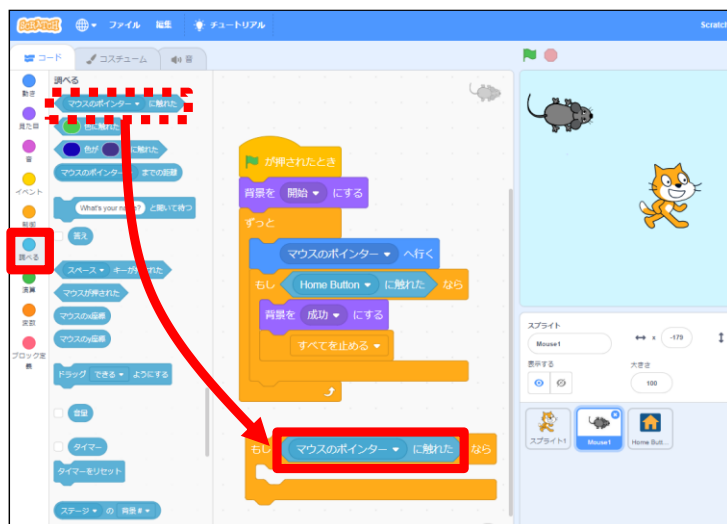 SCRATCH ファイル 編集 チュートリアル Scratch
コード コスチューム 音
動き
見た目
音
イベント
制御
調べる
演算
変数
ブロック定義
調べる
マウスのポインター に触れた
色に触れた
色が に触れた
マウスのポインター までの距離
What's your name? と聞いて待つ
答え
スペース キーが押された
マウスが押された
マウスのx座標
マウスのy座標
ドラッグ できる ようにする
音量
タイマー
タイマーをリセット
ステージ の 背景 #
が押されたとき
背景を 開始 にする
ずっと
マウスのポインター へ行く
もし Home Button に触れた なら
背景を 成功 にする
すべてを止める
もし マウスのポインター に触れた なら
スプライト
Mouse1 x -179
表示する 大きさ
100
スプライト1 Mouse1 Home Butt...